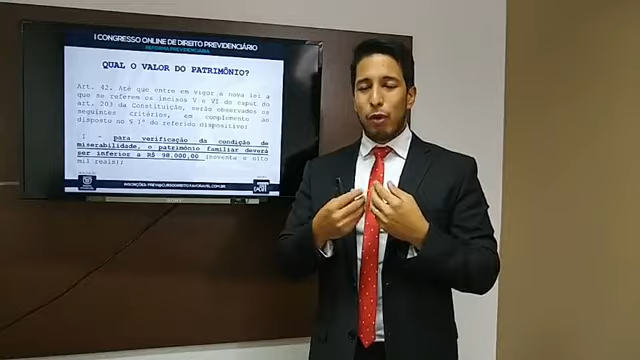 I CONGRESSO ONLINE DE DIREITO PREVIDENCIÁRIO
REFORMA PREVIDENCIÁRIA
QUAL O VALOR DO PATRIMÔNIO?
Art. 42. Até que entre em vigor a nova lei a
que se referem os incisos V e VI do caput do
art. 203 da Constituição, serão observados os
seguintes critérios, em complemento ao
disposto no § 1º do referido dispositivo:
I - para verificação da condição de
miserabilidade, o patrimônio familiar deverá
ser inferior a R$ 98.000,00 (noventa e oito
mil reais);
SONY